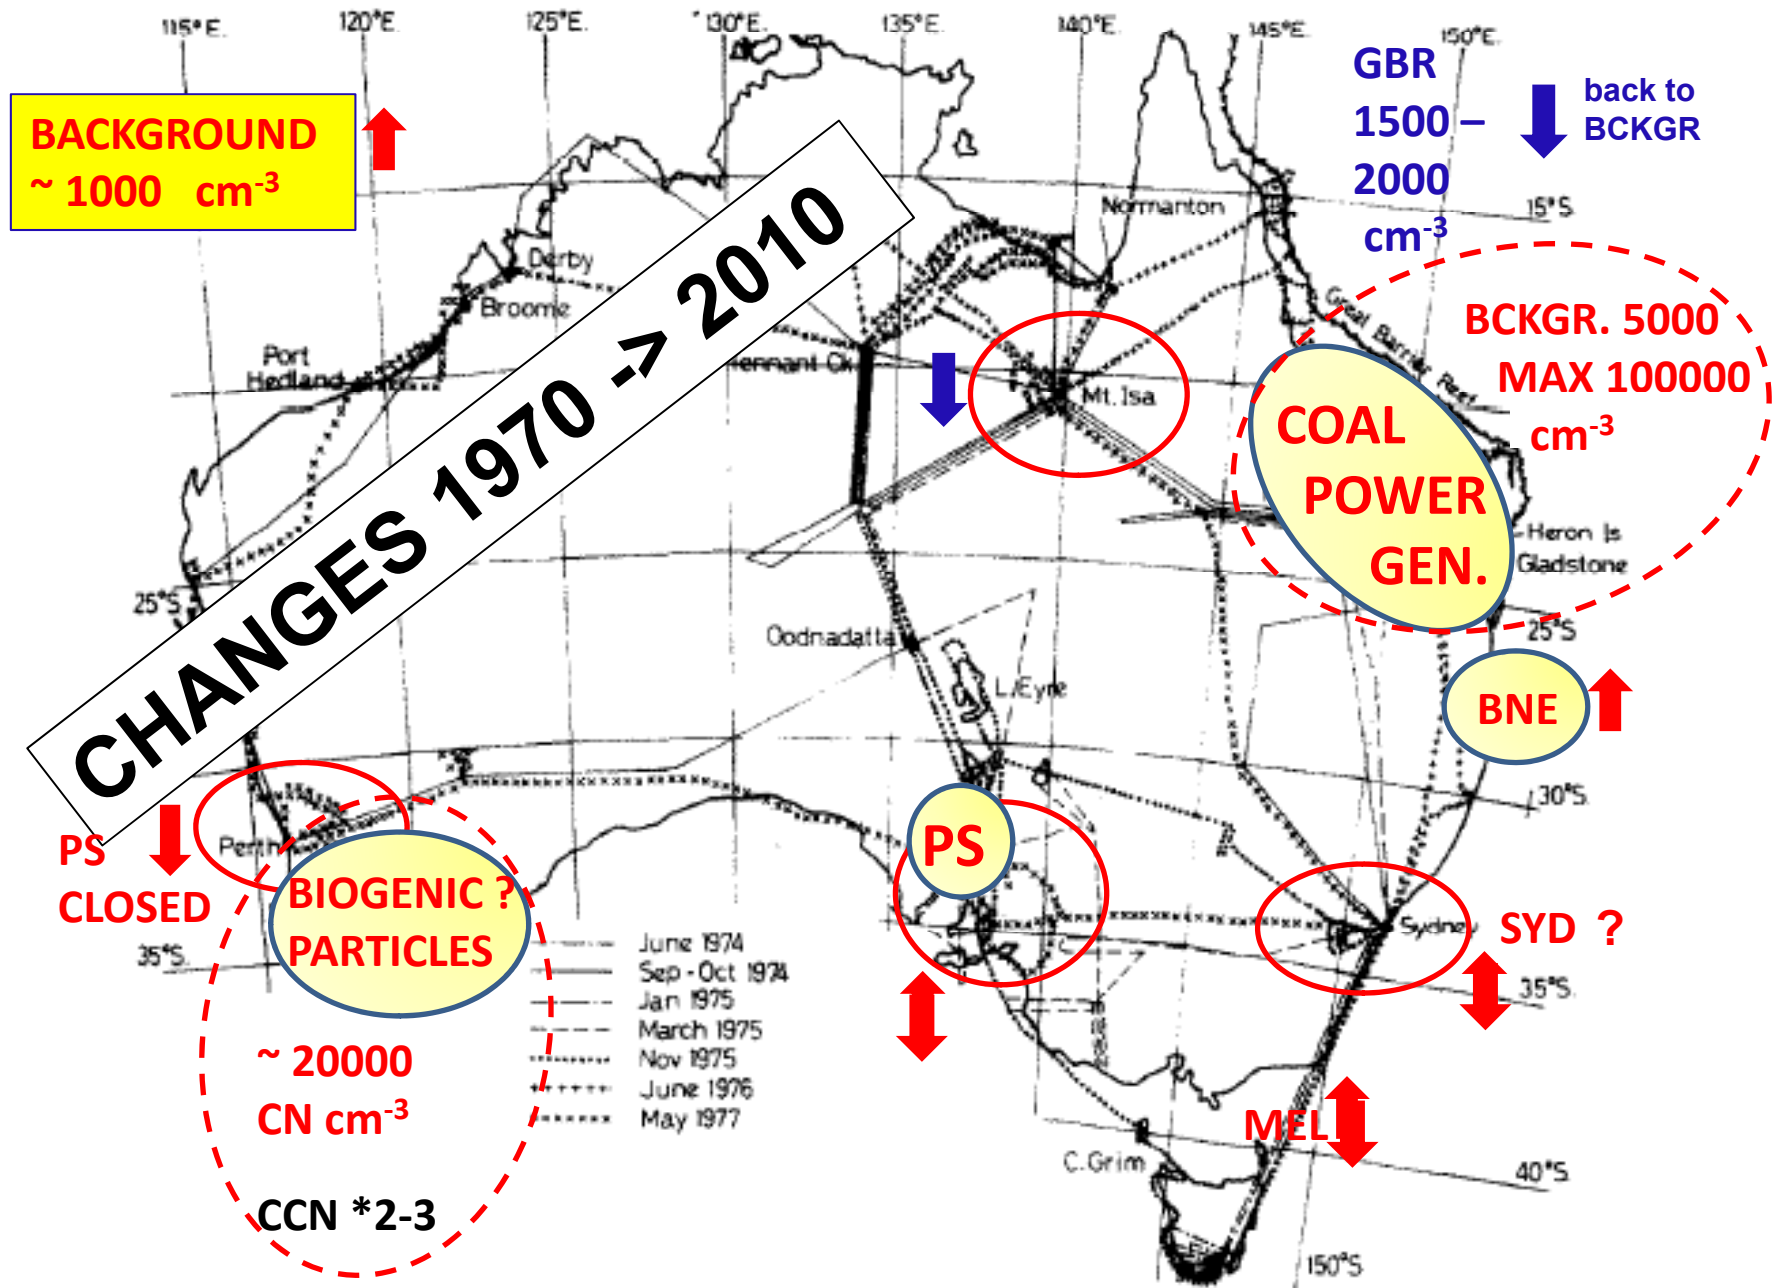 115°E.
120°E.
125°E.
130°E.
135°E.
140°E.
145°E.
150°E.
GBR
1500 –
2000
cm-3
back to
BCKGR
BACKGROUND
~ 1000 cm-3
CHANGES 1970 -> 2010
15°S
Normanton
Derby
Broome
Port
Hedland
Tennant Ck
Mt. Isa
Great Barrier Reef
BCKGR. 5000
MAX 100000
cm-3
COAL
POWER
GEN.
Heron Is
Gladstone
25°S
25°S
Oodnadatta
L. Eyre
BNE
30°S.
PS
CLOSED
Perth
PS
BIOGENIC ?
PARTICLES
Sydney
SYD ?
35°S.
35°S.
June 1974
Sep - Oct 1974
Jan 1975
March 1975
Nov 1975
June 1976
May 1977
~ 20000
CN cm-3
CCN *2-3
MEL
C. Grim
40°S
150°S